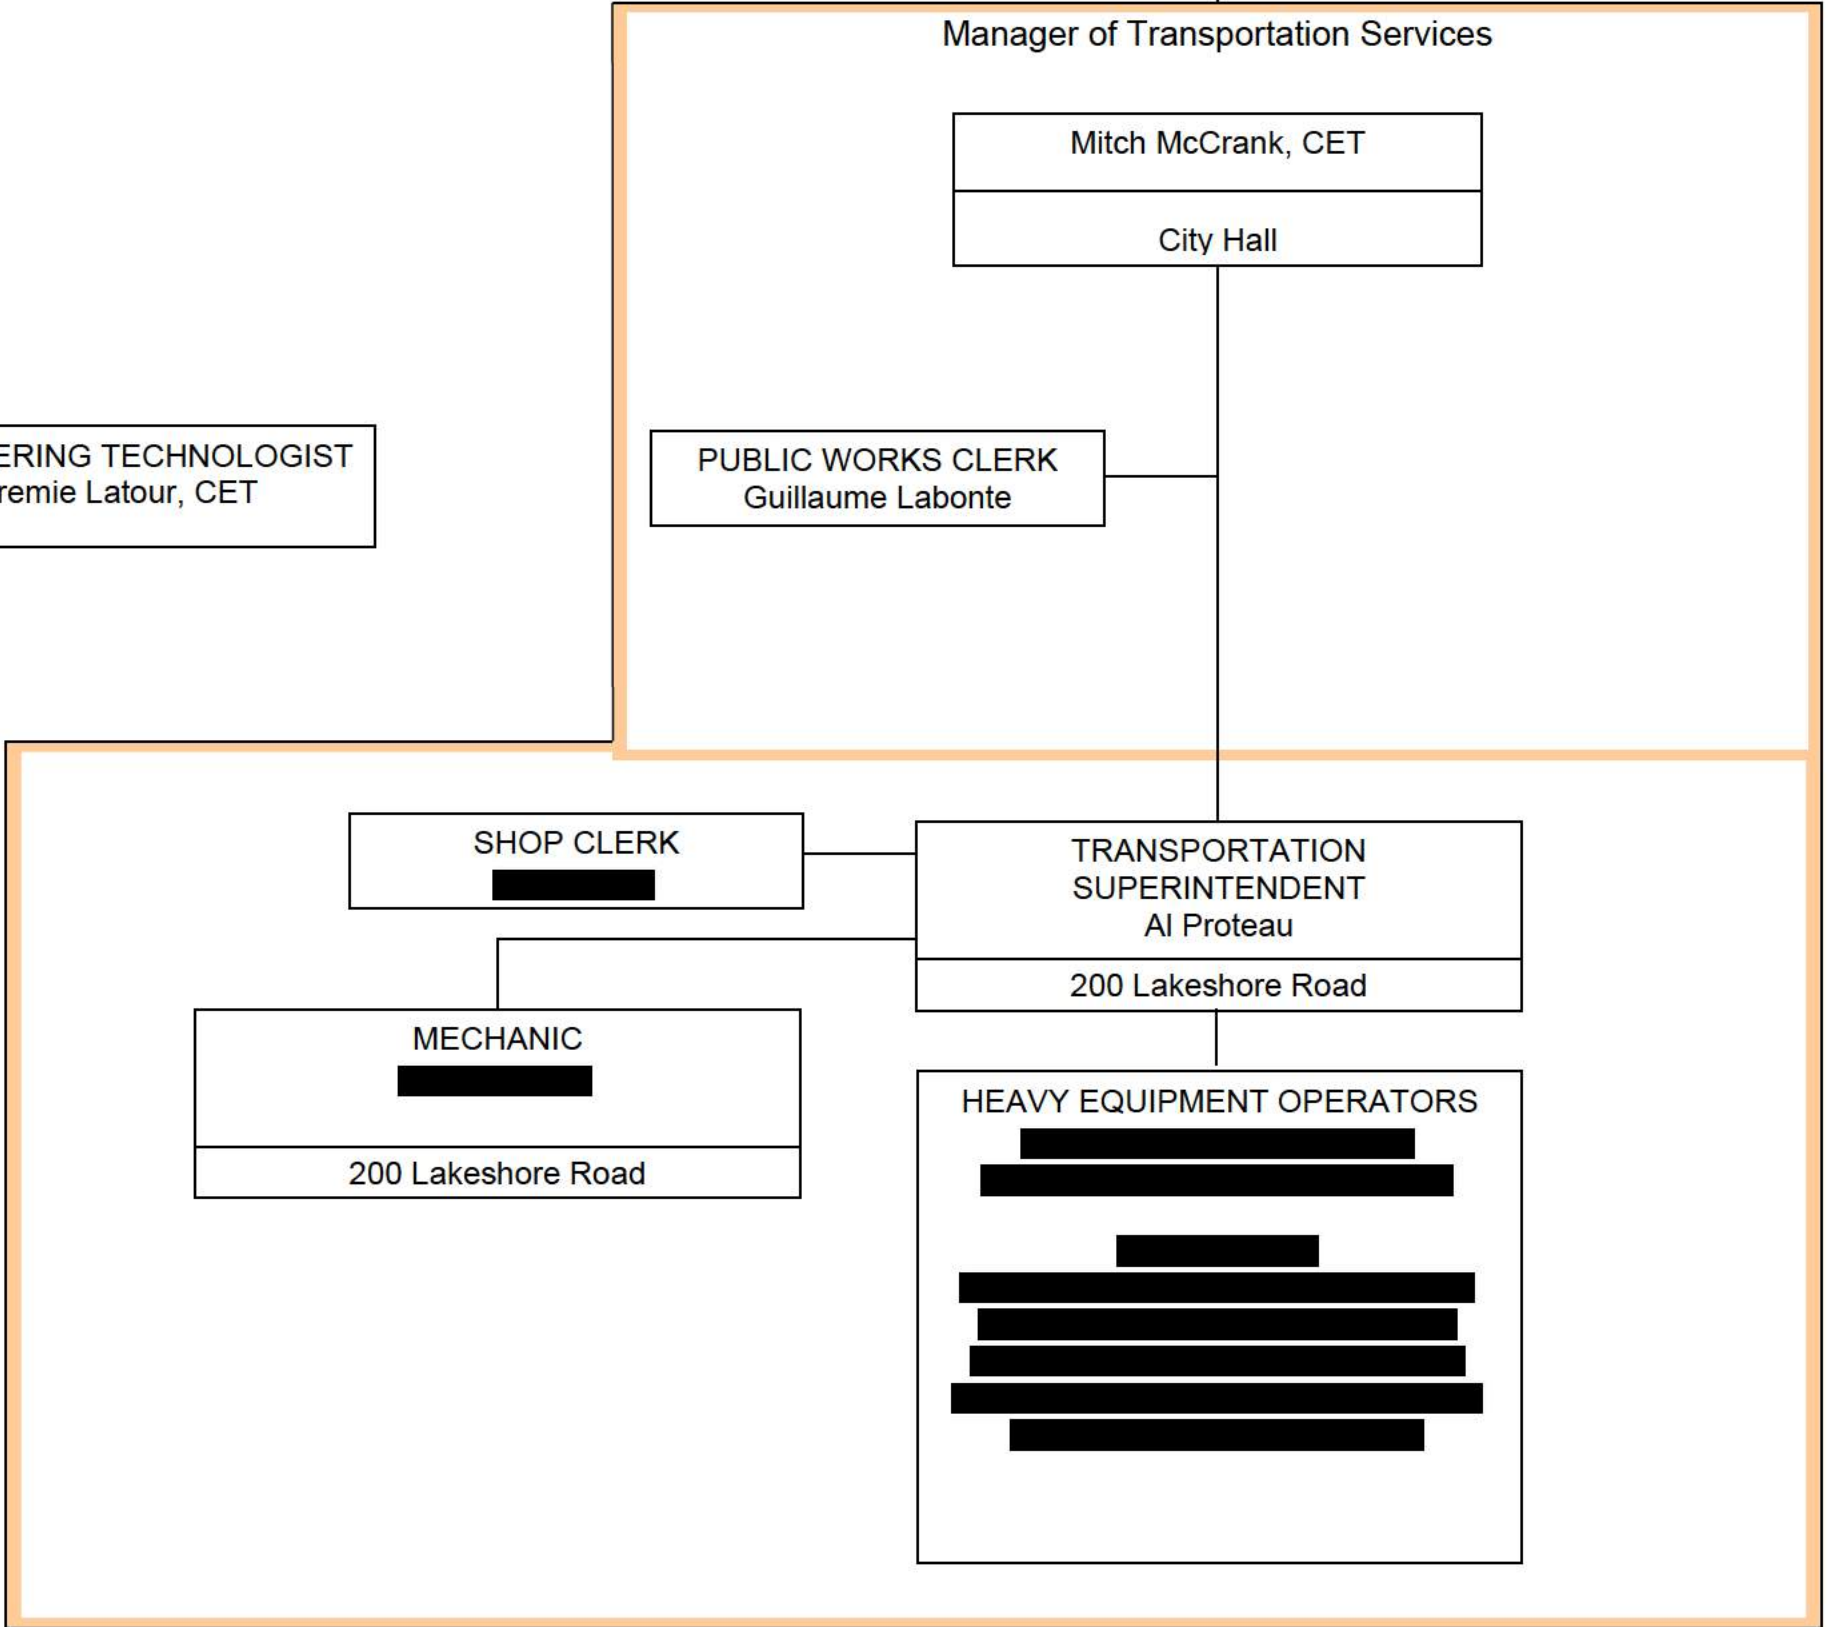 Manager of Transportation Services
Mitch McCrank, CET
City Hall
ERING TECHNOLOGIST
remie Latour, CET
PUBLIC WORKS CLERK
Guillaume Labonte
SHOP CLERK
TRANSPORTATION
SUPERINTENDENT
Al Proteau
200 Lakeshore Road
MECHANIC
200 Lakeshore Road
HEAVY EQUIPMENT OPERATORS